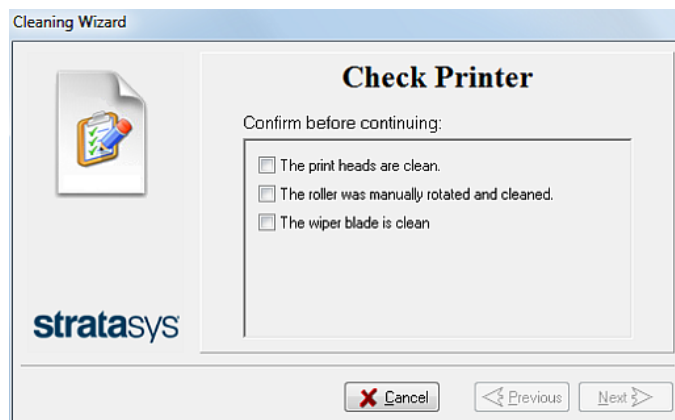 Cleaning Wizard
Check Printer
Confirm before continuing:
The print heads are clean.
The roller was manually rotated and cleaned.
The wiper blade is clean
stratasys
Cancel
Previous
Next